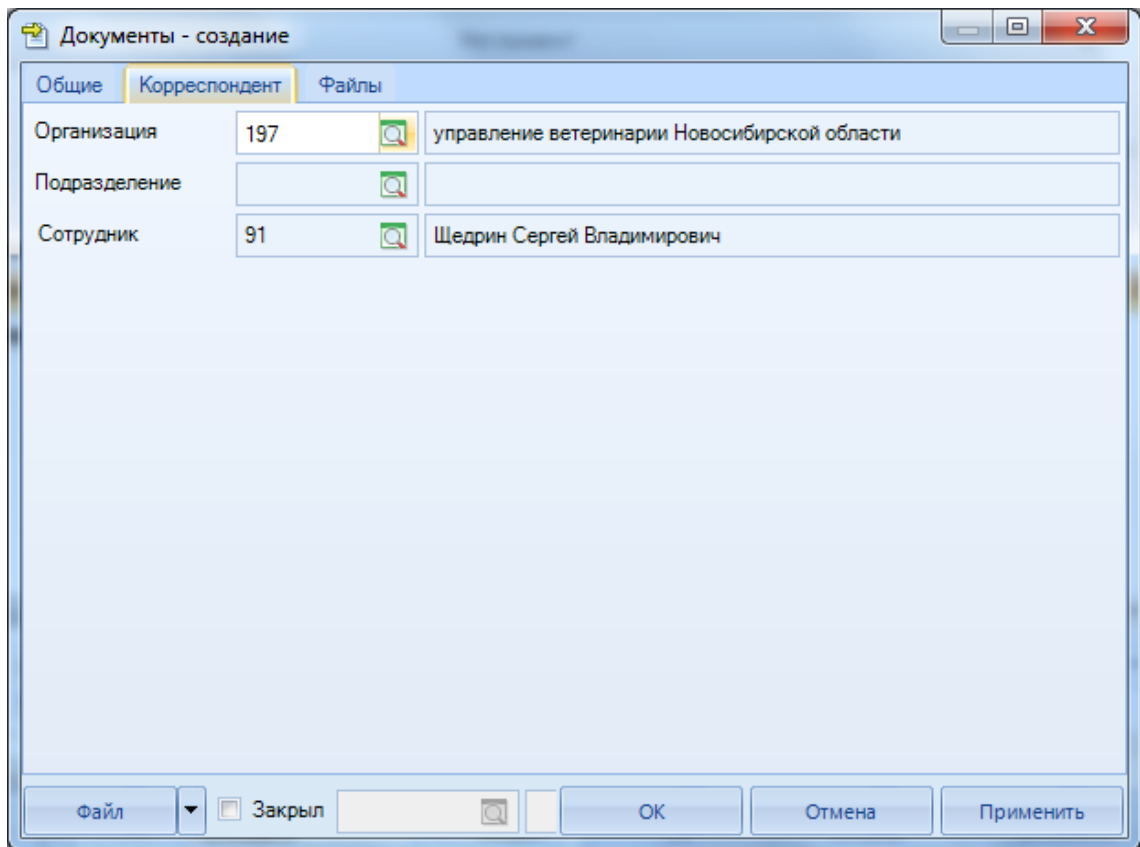 Документы - создание
Общие Корреспондент Файлы
Организация 197 управление ветеринарии Новосибирской области
Подразделение
Сотрудник 91 Щедрин Сергей Владимирович
Файл Закрыл ОК Отмена Применить